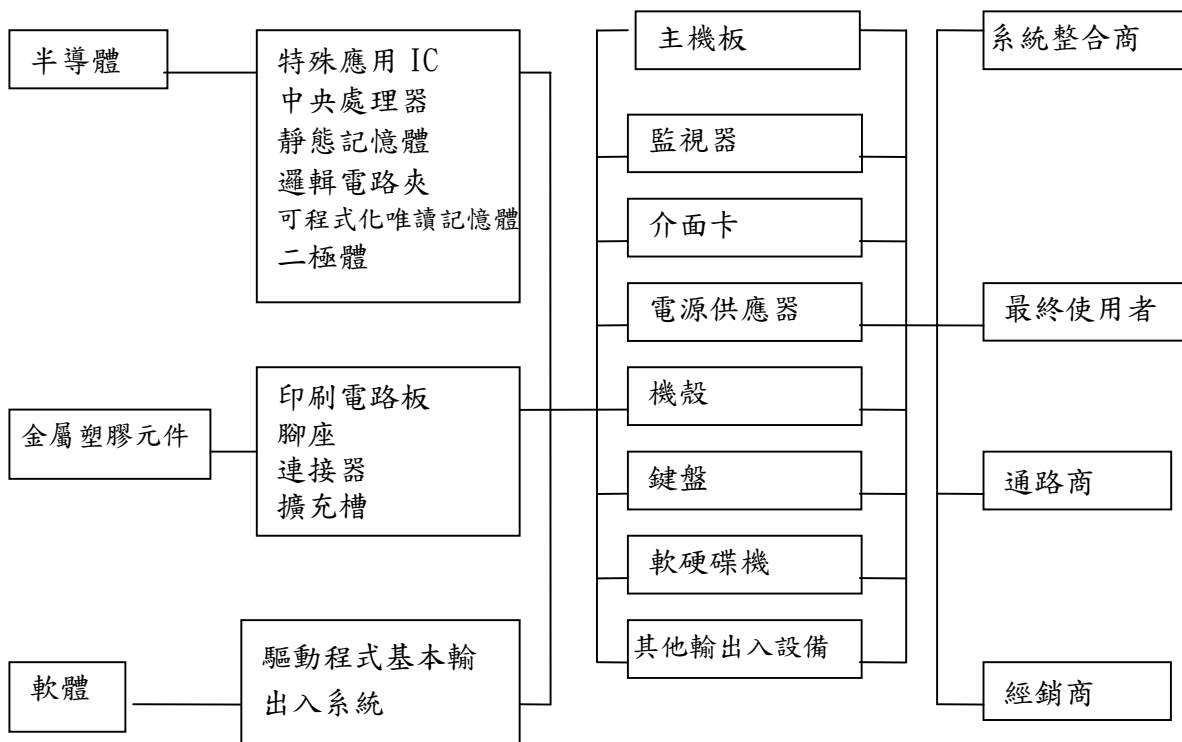 半導體
特殊應用 IC
中央處理器
靜態記憶體
邏輯電路夾
可程式化唯讀記憶體
二極體
金屬塑膠元件
印刷電路板
腳座
連接器
擴充槽
軟體
驅動程式基本輸
出入系統
主機板
監視器
介面卡
電源供應器
機殼
鍵盤
軟硬碟機
其他輸出入設備
系統整合商
最終使用者
通路商
經銷商